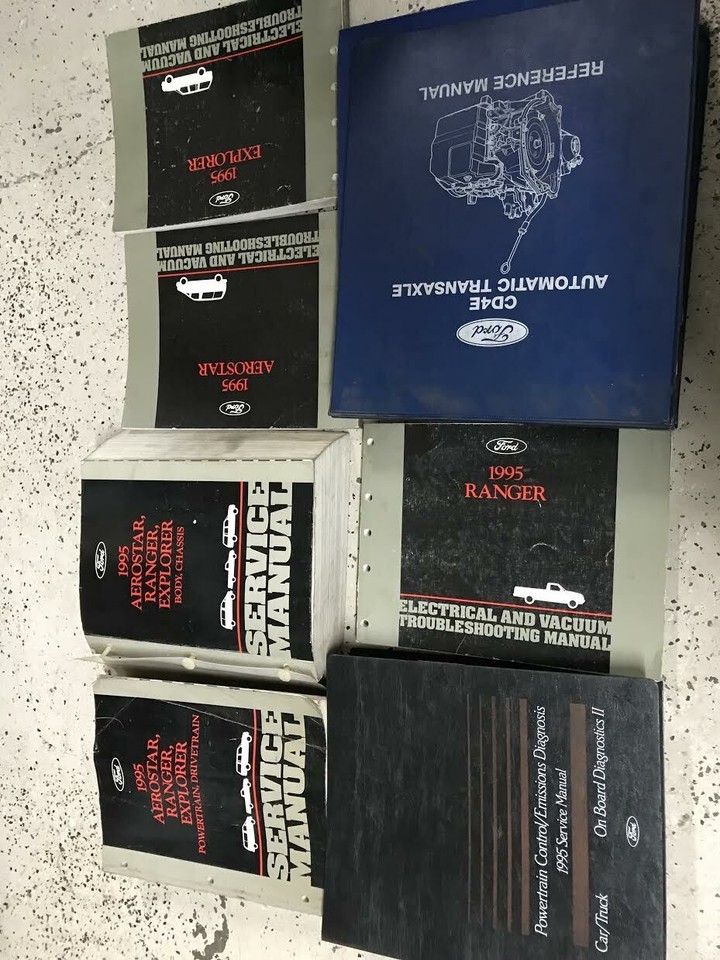 ELECTRICAL AND VACUUM
TROUBLESHOOTING MANUAL
1995
EXPLORER
Ford
Ford
CD4E
AUTOMATIC TRANSAXLE
REFERENCE MANUAL
ELECTRICAL AND VACUUM
TROUBLESHOOTING MANUAL
1995
AEROSTAR
Ford
Ford
1995
RANGER
ELECTRICAL AND VACUUM
TROUBLESHOOTING MANUAL
Ford
1995
AEROSTAR,
RANGER,
EXPLORER
BODY, CHASSIS
SERVICE
MANUAL
Ford
1995
AEROSTAR,
RANGER,
EXPLORER
POWERTRAIN, DRIVETRAIN
SERVICE
MANUAL
Powertrain Control/Emissions Diagnosis
1995 Service Manual
Car/Truck On Board Diagnostics II
Ford